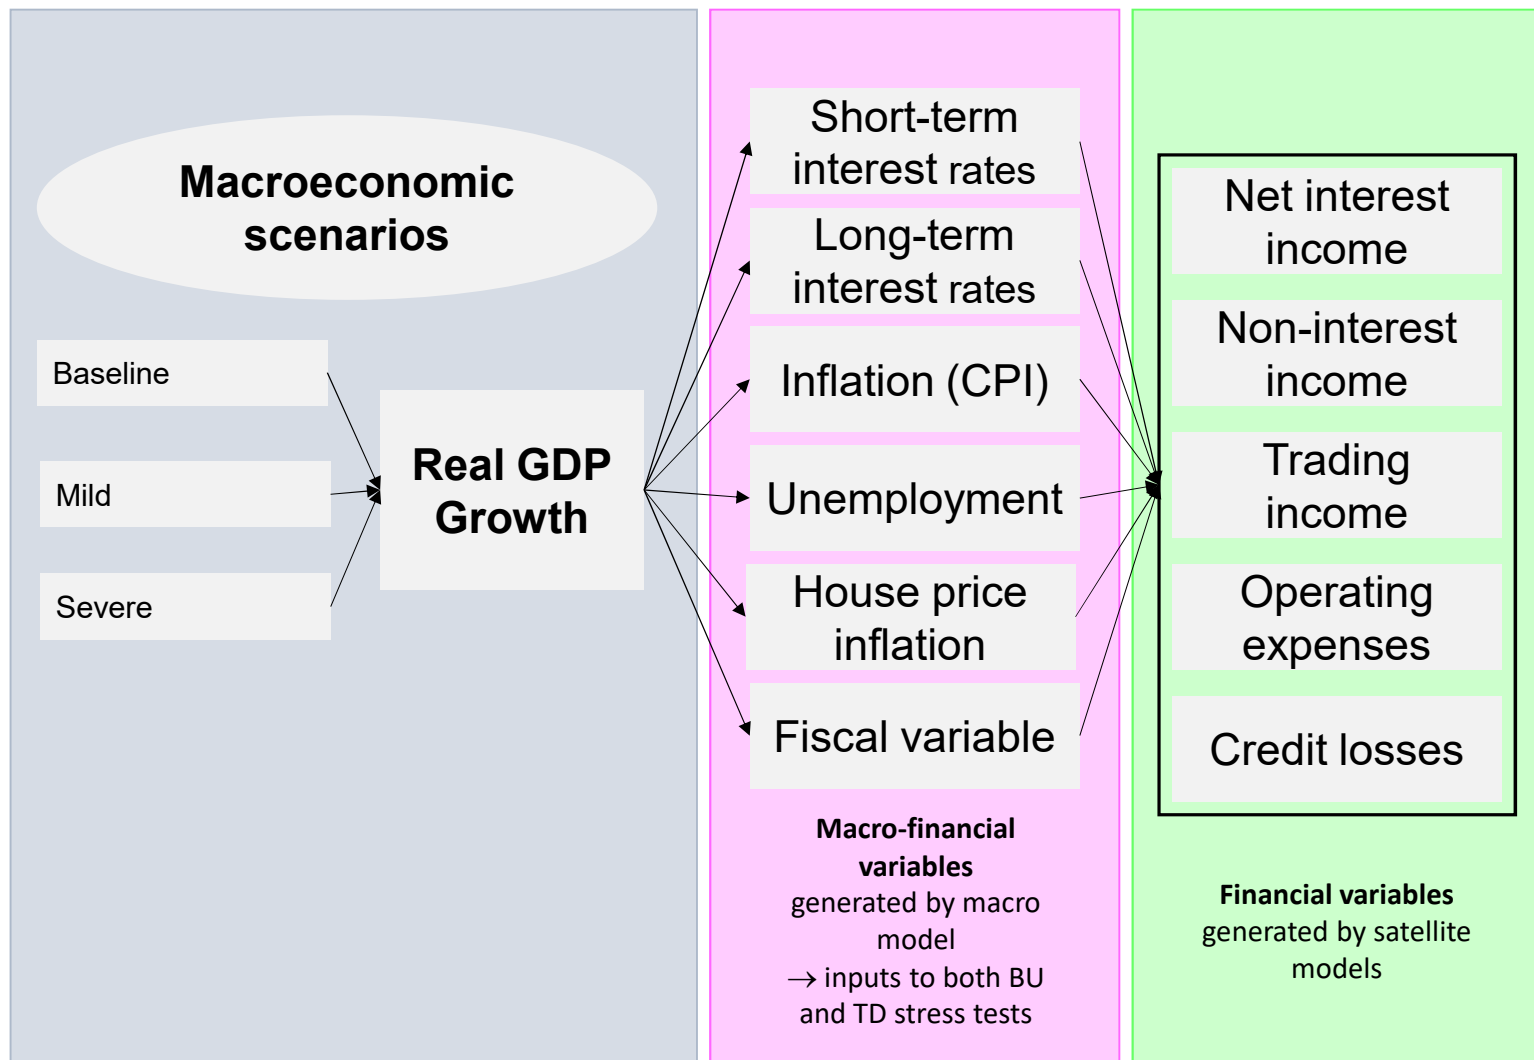 Macroeconomic
scenarios
Baseline
Mild
Severe
Real GDP
Growth
Short-term
interest rates
Long-term
interest rates
Inflation (CPI)
Unemployment
House price
inflation
Fiscal variable
Macro-financial
variables
generated by macro
model
→ inputs to both BU
and TD stress tests
Net interest
income
Non-interest
income
Trading
income
Operating
expenses
Credit losses
Financial variables
generated by satellite
models